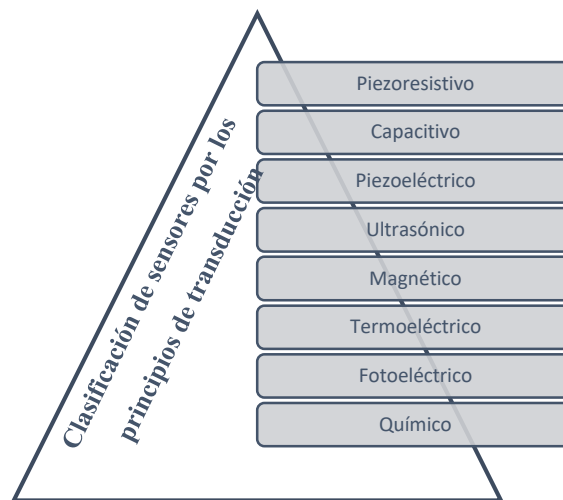 Clasificación de sensores por los
principios de transducción
Piezoresistivo
Capacitivo
Piezoeléctrico
Ultrasónico
Magnético
Termoeléctrico
Fotoeléctrico
Químico